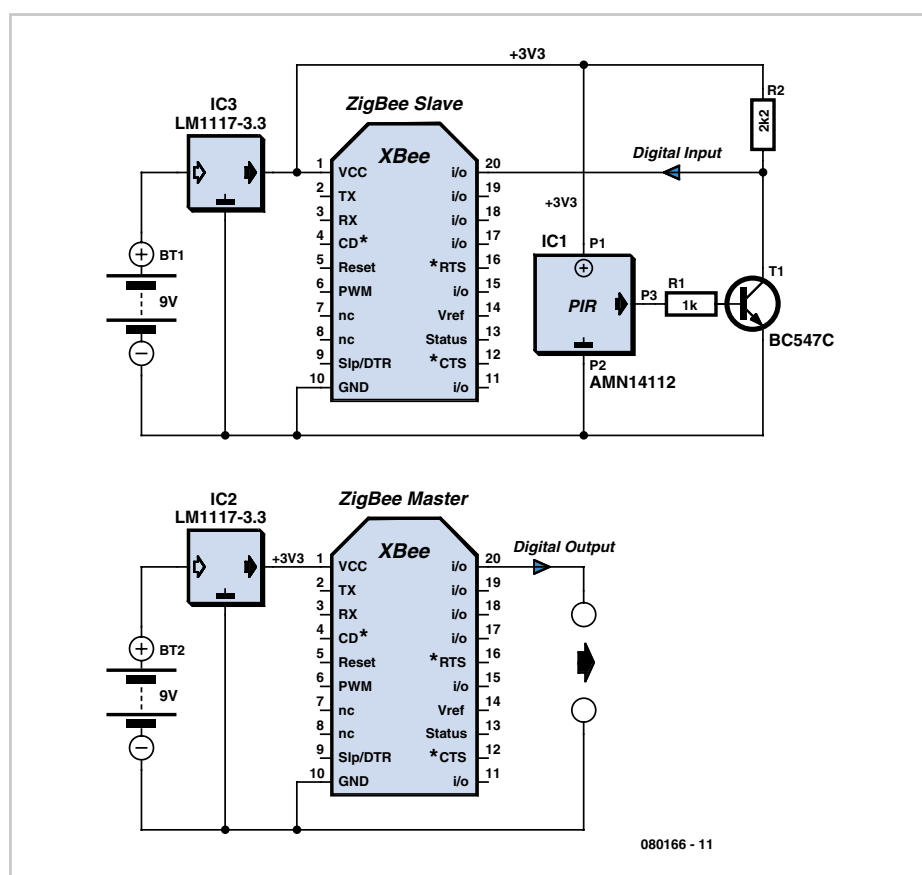 +3V3
IC3
LM1117-3.3
ZigBee Slave
XBee
R2
2k2
Digital Input
1 VCC i/o 20
2 TX i/o 19
3 RX i/o 18
4 CD* i/o 17
5 Reset *RTS 16
6 PWM i/o 15
7 nc Vref 14
8 nc Status 13
9 Slp/DTR *CTS 12
10 GND i/o 11
BT1
9V
+3V3
IC1
P1
PIR
P3
R1
1k
T1
BC547C
P2
AMN14112
IC2
LM1117-3.3
ZigBee Master
XBee
+3V3
Digital Output
1 VCC i/o 20
2 TX i/o 19
3 RX i/o 18
4 CD* i/o 17
5 Reset *RTS 16
6 PWM i/o 15
7 nc Vref 14
8 nc Status 13
9 Slp/DTR *CTS 12
10 GND i/o 11
BT2
9V
080166 - 11